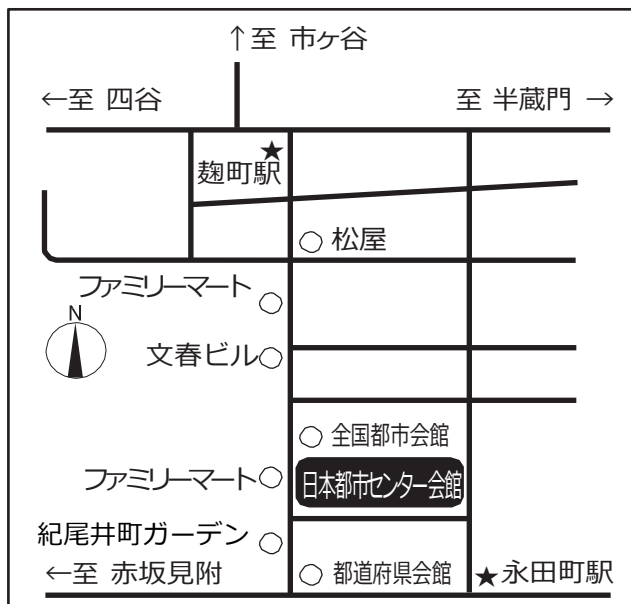 ↑至 市ヶ谷
←至 四谷
至 半蔵門 →
★
麹町駅
松屋
ファミリーマート
N
文春ビル
全国都市会館
ファミリーマート
日本都市センター会館
紀尾井町ガーデン
←至 赤坂見附
都道府県会館
★永田町駅